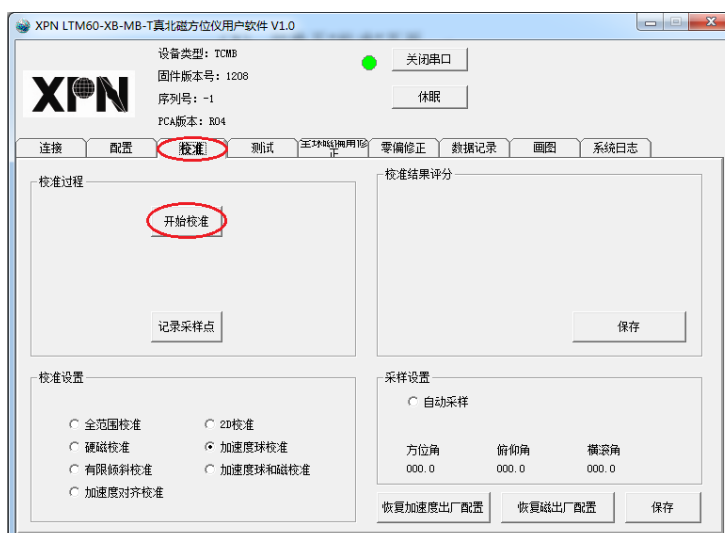 XPN LTM60-XB-MB-T真北磁方位仪用户软件 V1.0
设备类型: TCMB
固件版本号: 1208
序列号: -1
PCA版本: R04
XPN
关闭串口
休眠
连接 配置 校准 测试 全球磁偏角修正 零偏修正 数据记录 画图 系统日志
校准过程
开始校准
记录采样点
校准结果评分
保存
校准设置
全范围校准 2D校准
硬磁校准 加速度球校准
有限倾斜校准 加速度球和磁校准
加速度对齐校准
采样设置
自动采样
方位角 俯仰角 横滚角
000.0 000.0 000.0
恢复加速度出厂配置 恢复磁出厂配置 保存